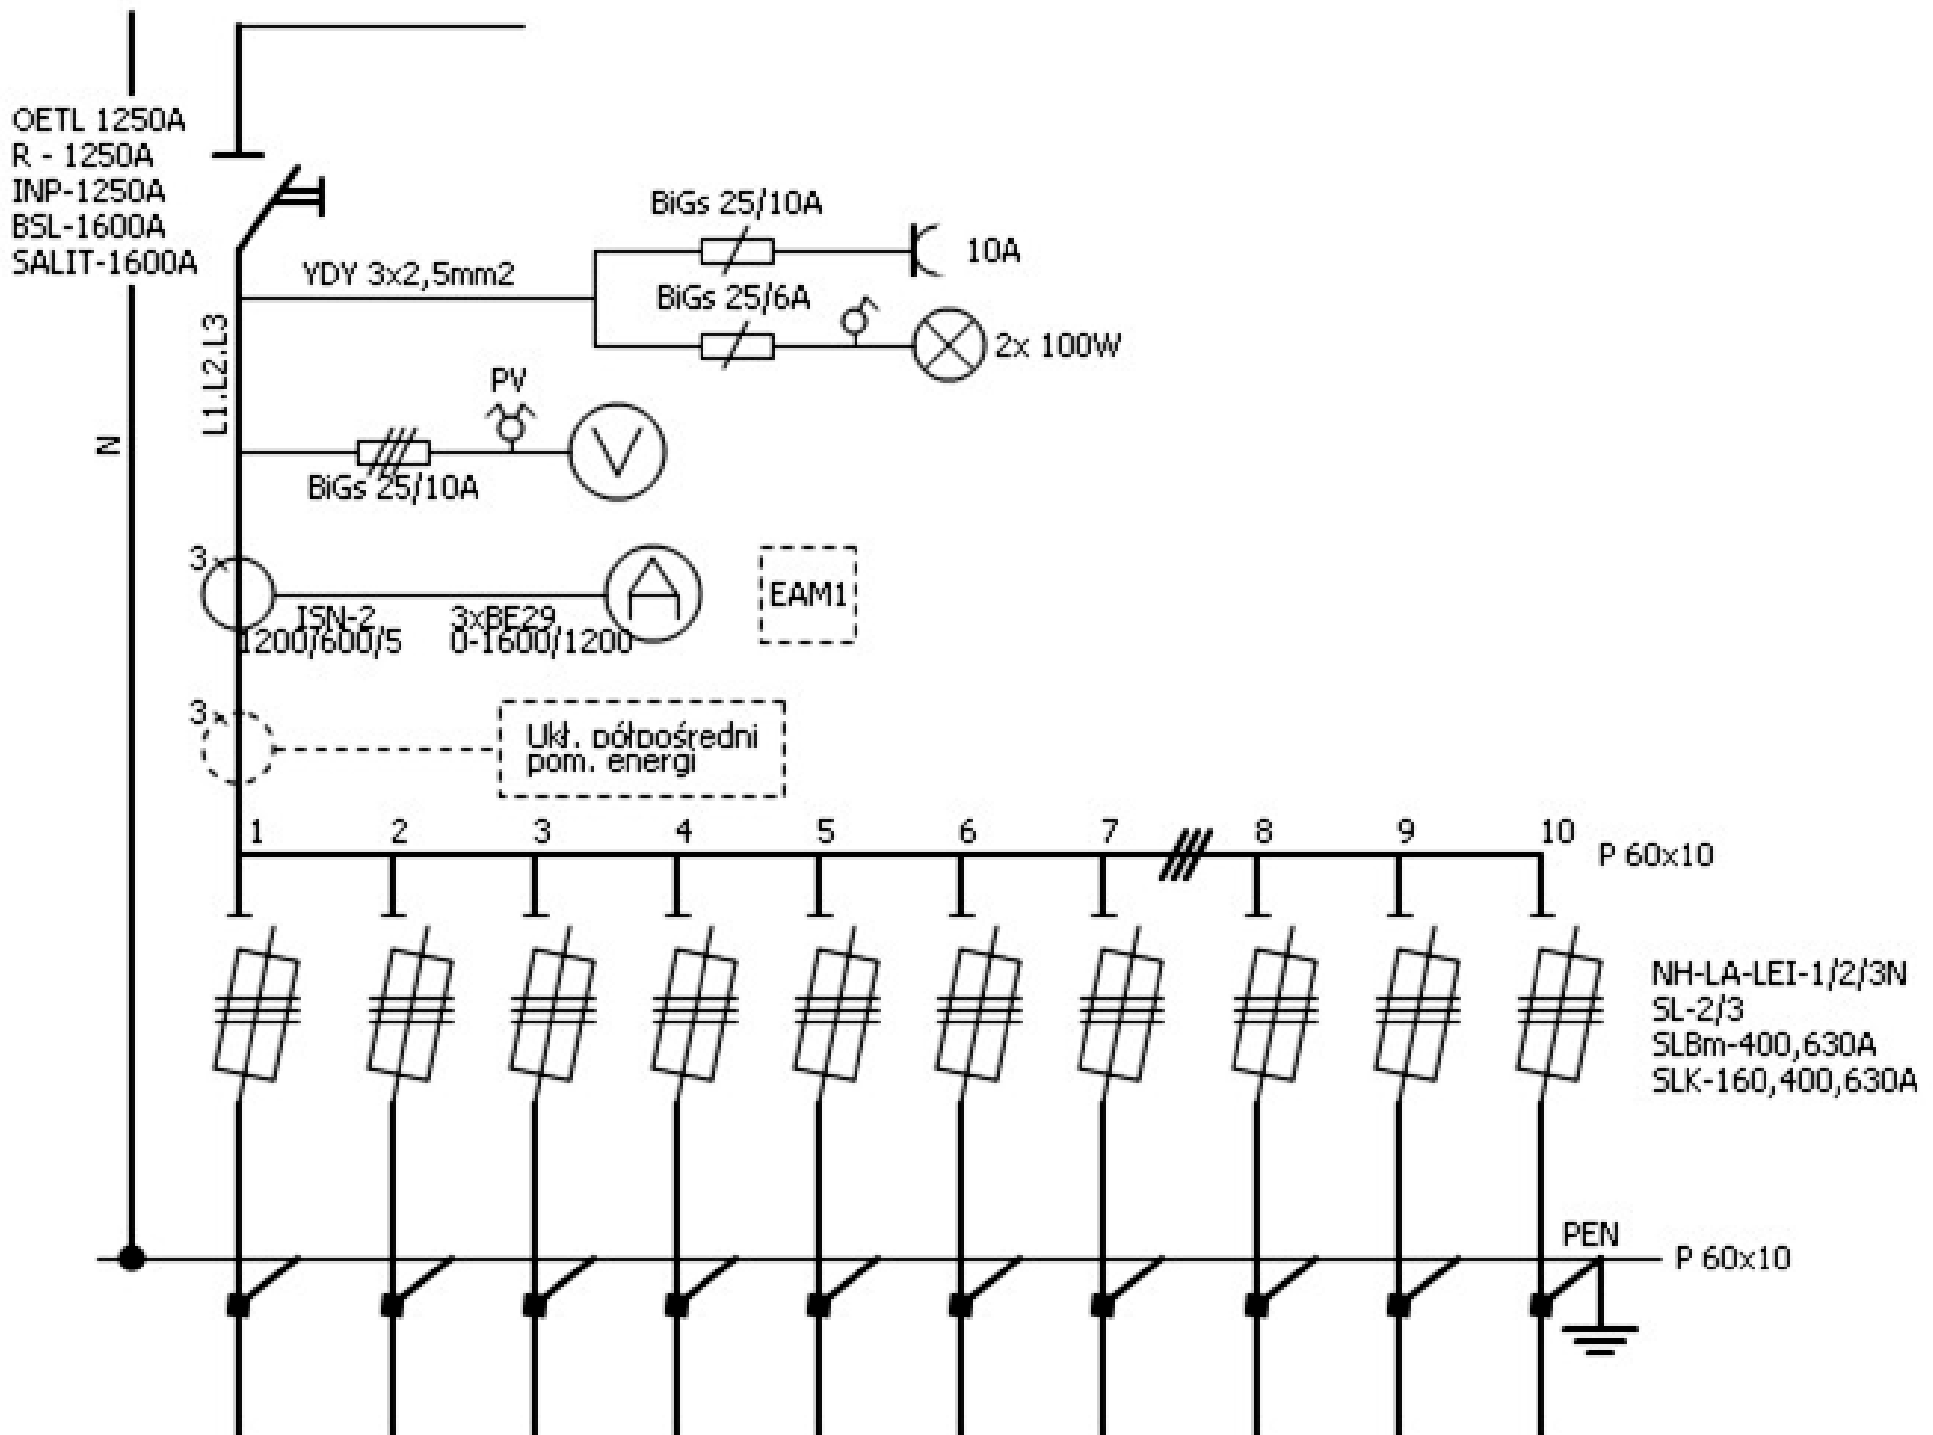 OETL 1250A
R - 1250A
INP-1250A
BSL-1600A
SALIT-1600A
BiGs 25/10A
10A
YDY 3x2,5mm2
BiGs 25/6A
2x 100W
L1.L2.L3
N
PV
V
BiGs 25/10A
3x
A
EAM1
ISN-2
1200/600/5
3xBE29
0-1600/1200
3x
Ukł. półpośredni
pom. energi
1 2 3 4 5 6 7 8 9 10
P 60x10
NH-LA-LEI-1/2/3N
SL-2/3
SLBm-400,630A
SLK-160,400,630A
PEN
P 60x10